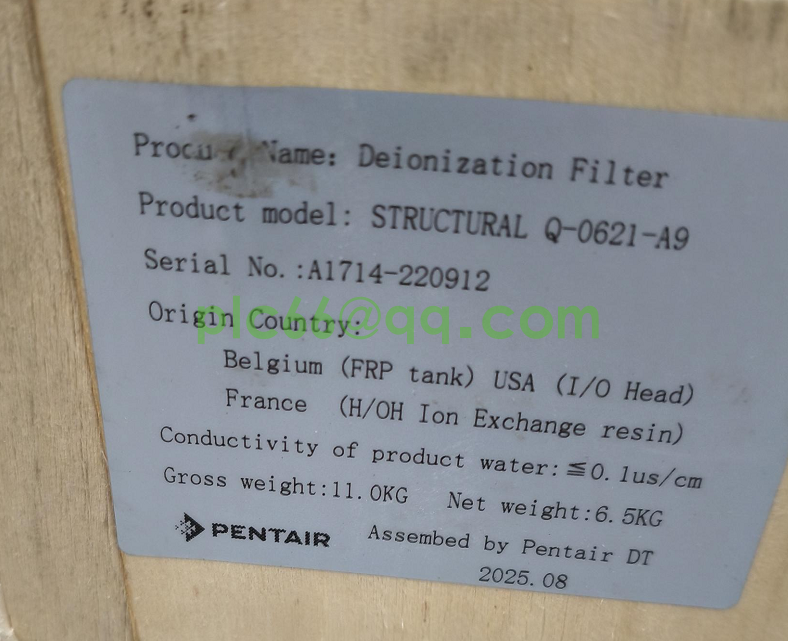 Product Name: Deionization Filter
Product model: STRUCTURAL Q-0621-A9
Serial No.:A1714-220912
Origin Country:
plc66@qq.com
Belgium (FRP tank) USA (I/O Head)
France (H/OH Ion Exchange resin)
Conductivity of product water:≦0.1us/cm
Gross weight:11.0KG Net weight:6.5KG
PENTAIR Assembed by Pentair DT
2025.08